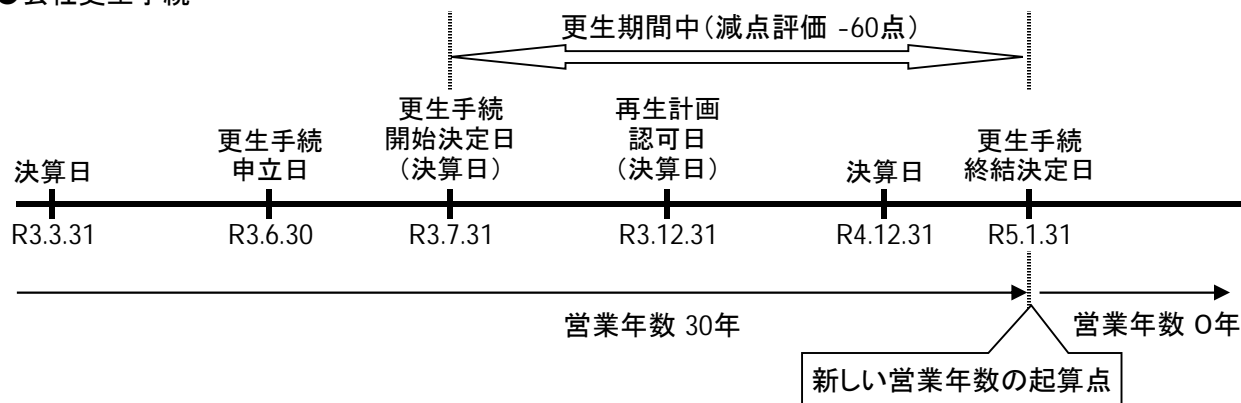 ●会社更生手続
更生期間中（減点評価 -60点）
決算日
更生手続
申立日
更生手続
開始決定日
（決算日）
再生計画
認可日
（決算日）
決算日
更生手続
終結決定日
R3.3.31
R3.6.30
R3.7.31
R3.12.31
R4.12.31
R5.1.31
営業年数 30年
営業年数 0年
新しい営業年数の起算点